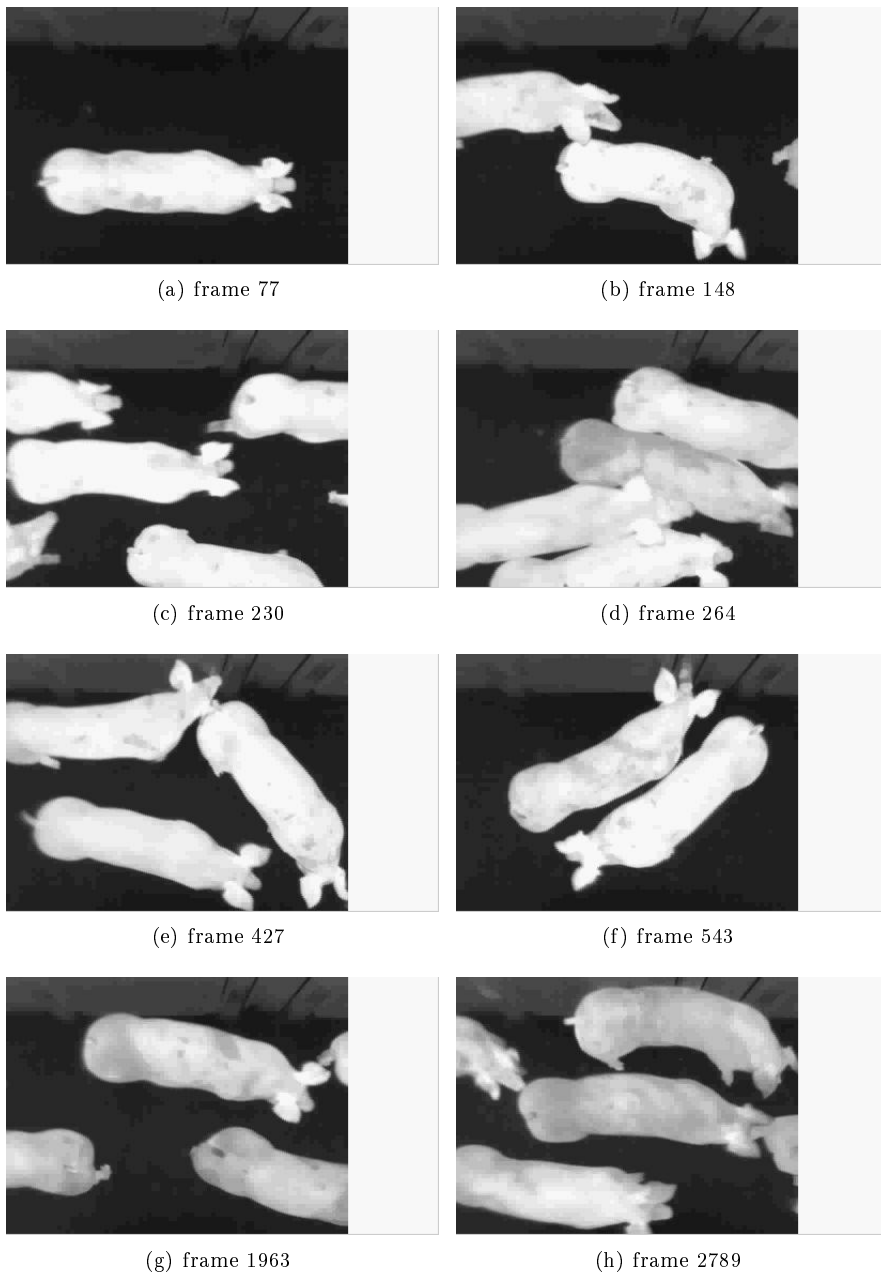 (a) frame 77
(b) frame 148
(c) frame 230
(d) frame 264
(e) frame 427
(f) frame 543
(g) frame 1963
(h) frame 2789